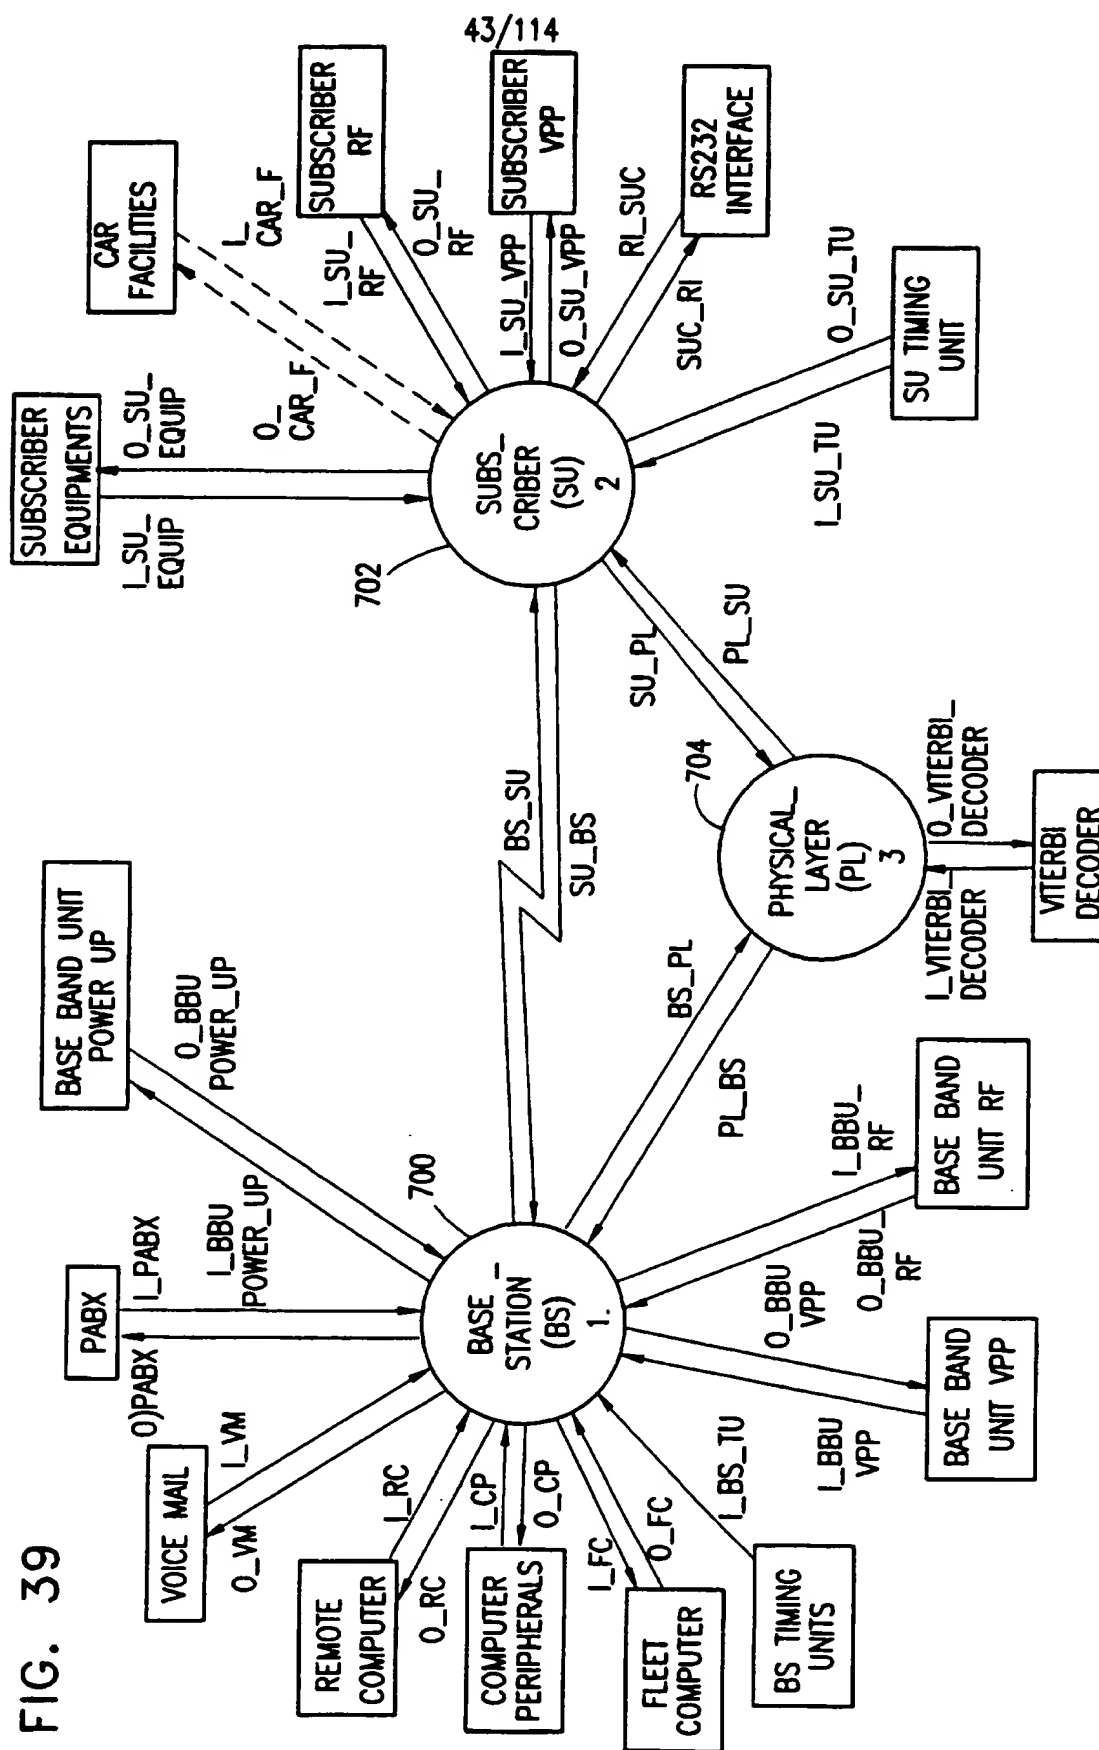 43/114
FIG. 39
SUBSCRIBER
EQUIPMENTS
I_SU_
EQUIP
O_SU_
EQUIP
CAR
FACILITIES
O_
CAR_F
I_
CAR_F
SUBSCRIBER
RF
I_SU_
RF
O_SU_
RF
SUBSCRIBER
VPP
I_SU_VPP
O_SU_VPP
RS232
INTERFACE
RI_SUC
SUC_RI
SU TIMING
UNIT
O_SU_TU
I_SU_TU
SUBS_
CRIBER
(SU)
2
702
BS_SU
SU_BS
SU_PL
PL_SU
704
PHYSICAL_
LAYER
(PL)
3
I_VITERBI_
DECODER
O_VITERBI_
DECODER
VITERBI
DECODER
BS_PL
PL_BS
BASE BAND UNIT
POWER UP
O_BBU
POWER_UP
I_BBU
POWER_UP
700
PABX
I_PABX
O)PABX
VOICE MAIL
I_VM
O_VM
BASE_
STATION
(BS)
1.
REMOTE
COMPUTER
I_RC
O_RC
COMPUTER
PERIPHERALS
I_CP
O_CP
FLEET
COMPUTER
I_FC
O_FC
BS TIMING
UNITS
I_BS_TU
BASE BAND
UNIT VPP
I_BBU
VPP
O_BBU
VPP
BASE BAND
UNIT RF
I_BBU_
RF
O_BBU_
RF